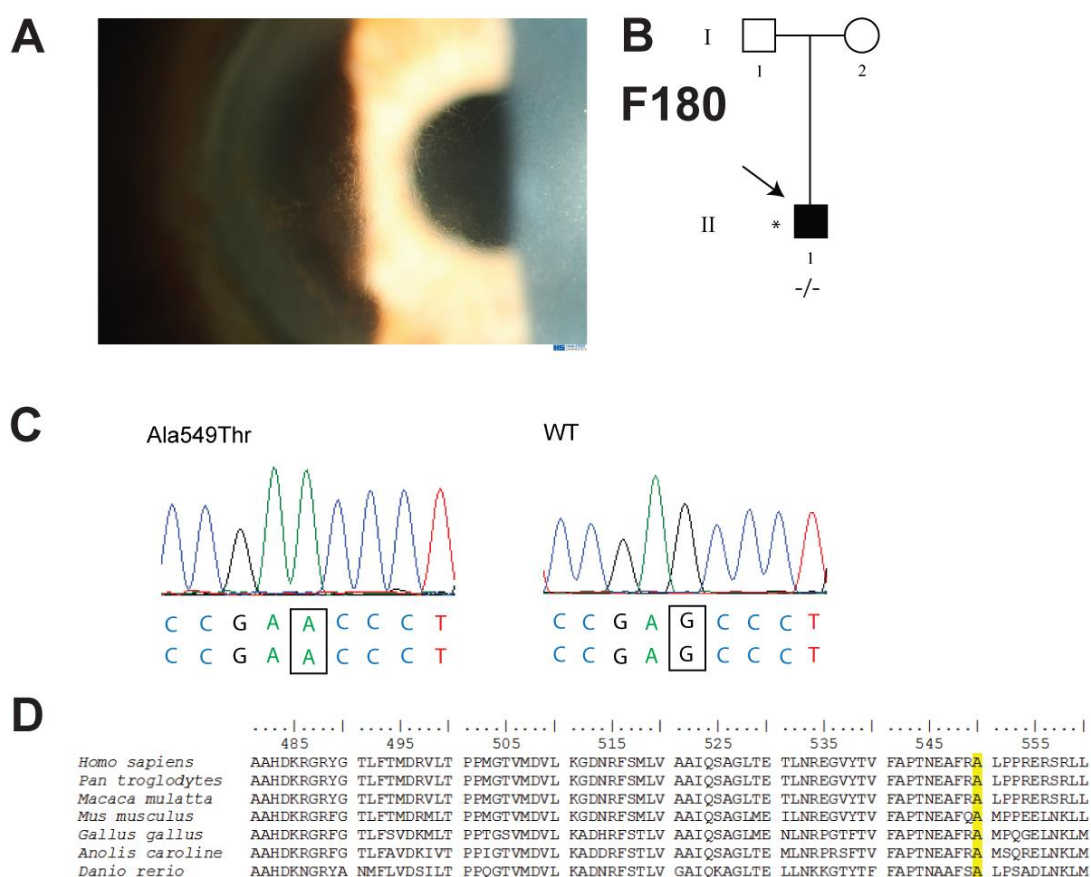 A
B
I
1
2
F180
II
*
1
-/-
C
Ala549Thr
WT
C C G A A C C C T
C C G A A C C C T
C C G A G C C C T
C C G A G C C C T
D
....|....|....|....|....|....|....|....|....|....|....|....|....|....|....|....|
485 495 505 515 525 535 545 555
Homo sapiens AAHDKRGRYG TLFTMDRVLT PPMGTVMDVL KGDNRFSMLV AAIQSAGLTE TLNREGVYTV FAPTNEAFRA LPPRERSRLL
Pan troglodytes AAHDKRGRYG TLFTMDRVLT PPMGTVMDVL KGDNRFSMLV AAIQSAGLTE TLNREGVYTV FAPTNEAFRA LPPRERSRLL
Macaca mulatta AAHDKRGRYG TLFTMDRVLT PPMGTVMDVL KGDNRFSMLV AAIQSAGLTE TLNREGVYTV FAPTNEAFRA LPPRERSRLL
Mus musculus AAHDKRGRFG TLFTMDRMLT PPMGTVMDVL KGDNRFSMLV AAIQSAGLME ILNREGVYTV FAPTNEAFQA MPPEELNKLL
Gallus gallus AAHDKRGRFG TLFSVDKMLT PPTGSVMDVL KADHRFSTLV AAIQSAGLME NLNRPGTFTV FAPTNEAFRA MPQGELNKLM
Anolis caroline AAHDKRGRFG TLFAVDKIVT PPIGTVMDVL KADDRFSTLV AAIQSAGLTE MLNRPRSFTV FAPTNEAFRA MSQRELNKLL
Danio rerio AAHDKNGRYA NMFLVDSILT PPQGTVMDVL KADSRFSTLV GAIQKAGLTE LLNKKGVYTV FAPTNAAFSA LPSADLNKLM